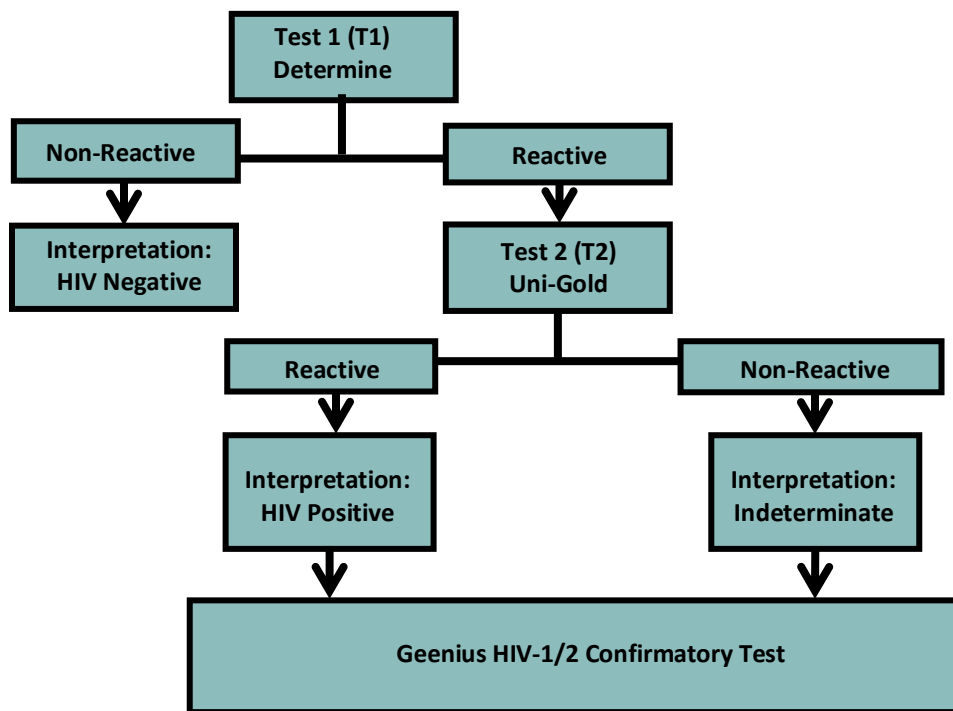 Test 1 (T1)
Determine
Non-Reactive
Reactive
Interpretation:
HIV Negative
Test 2 (T2)
Uni-Gold
Reactive
Non-Reactive
Interpretation:
HIV Positive
Interpretation:
Indeterminate
Geenius HIV-1/2 Confirmatory Test